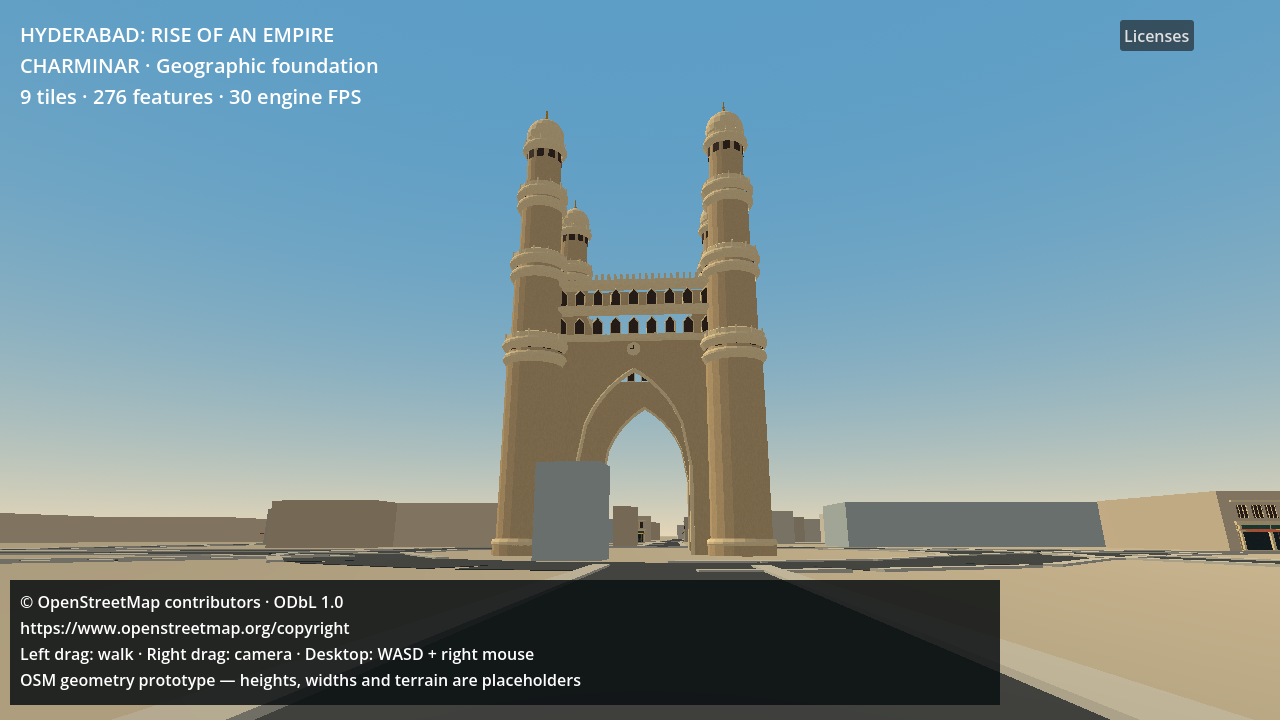 HYDERABAD: RISE OF AN EMPIRE
CHARMINAR · Geographic foundation
9 tiles · 276 features · 30 engine FPS
Licenses
© OpenStreetMap contributors · ODbL 1.0
https://www.openstreetmap.org/copyright
Left drag: walk · Right drag: camera · Desktop: WASD + right mouse
OSM geometry prototype — heights, widths and terrain are placeholders